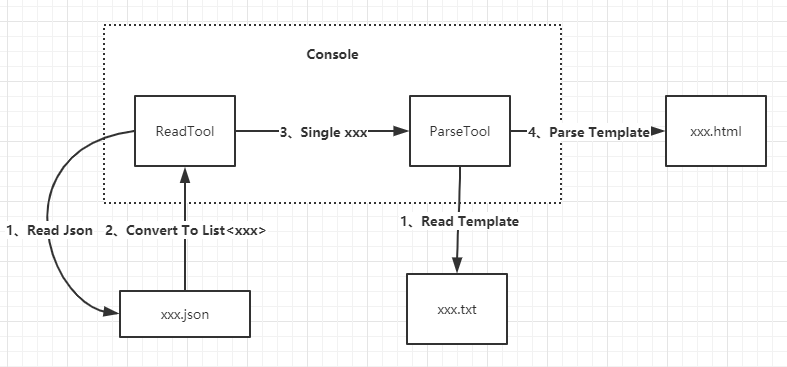 Console
ReadTool
3、Single xxx
ParseTool
4、Parse Template
xxx.html
1、Read Json
2、Convert To List<xxx>
1、Read Template
xxx.json
xxx.txt